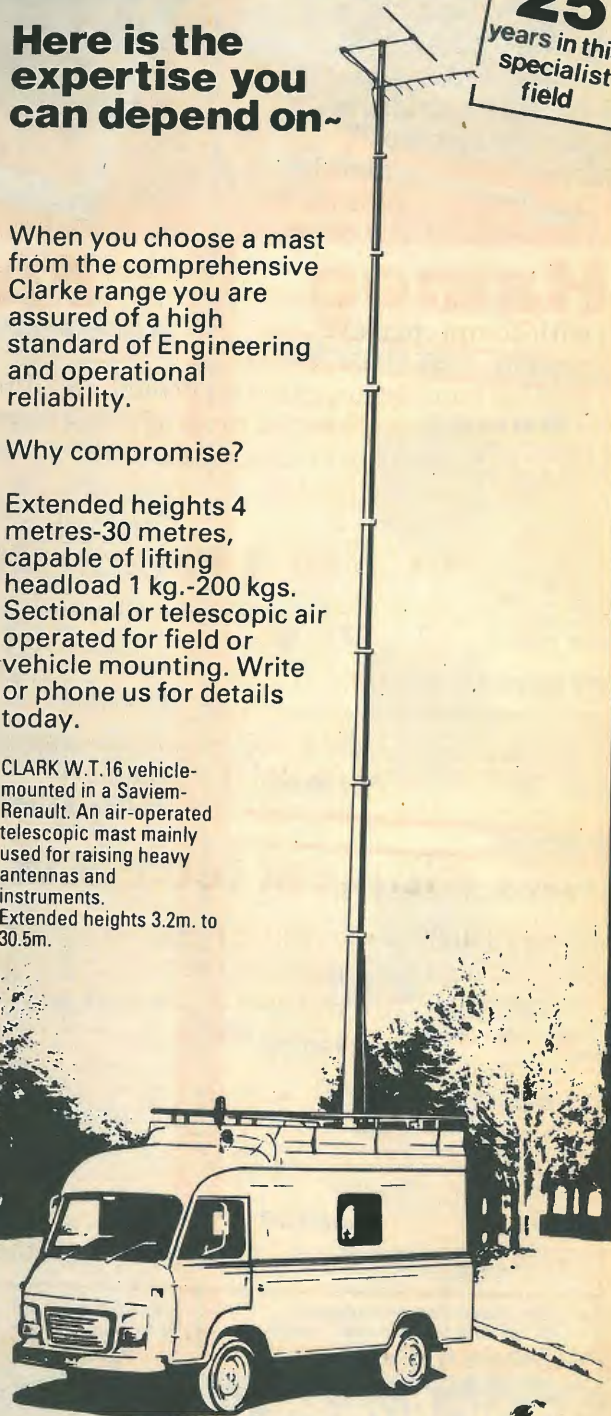 Here is the
expertise you
can depend on~
25
years in thi
specialist
field
When you choose a mast
from the comprehensive
Clarke range you are
assured of a high
standard of Engineering
and operational
reliability.
Why compromise?
Extended heights 4
metres-30 metres,
capable of lifting
headload 1 kg.-200 kgs.
Sectional or telescopic air
operated for field or
vehicle mounting. Write
or phone us for details
today.
CLARK W.T.16 vehicle-
mounted in a Saviem-
Renault. An air-operated
telescopic mast mainly
used for raising heavy
antennas and
instruments.
Extended heights 3.2m. to
30.5m.